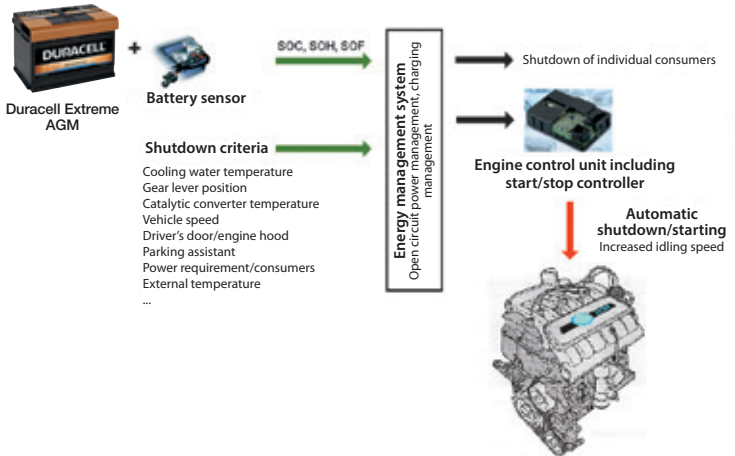 DURACELL
Duracell Extreme
AGM
+
Battery sensor
SOC, SOH, SOF
Shutdown criteria
Cooling water temperature
Gear lever position
Catalytic converter temperature
Vehicle speed
Driver's door/engine hood
Parking assistant
Power requirement/consumers
External temperature
...
Energy management system
Open circuit power management, charging
management
Shutdown of individual consumers
Engine control unit including
start/stop controller
Automatic
shutdown/starting
Increased idling speed